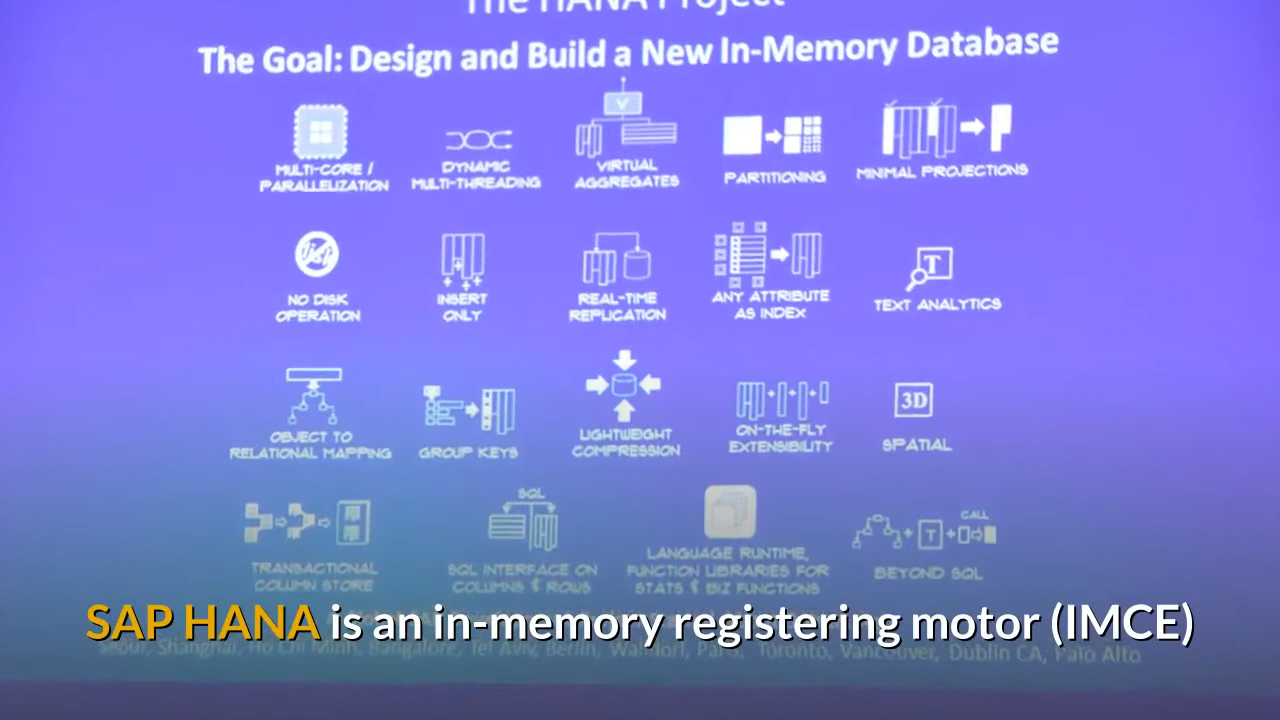 The HANA Project
The Goal: Design and Build a New In-Memory Database
MULTI-CORE /
PARALLELIZATION
DYNAMIC
MULTI-THREADING
VIRTUAL
AGGREGATES
PARTITIONING
MINIMAL PROJECTIONS
NO DISK
OPERATION
INSERT
ONLY
REAL-TIME
REPLICATION
ANY ATTRIBUTE
AS INDEX
T
TEXT ANALYTICS
OBJECT TO
RELATIONAL MAPPING
GROUP KEYS
LIGHTWEIGHT
COMPRESSION
ON-THE-FLY
EXTENSIBILITY
3D
SPATIAL
TRANSACTIONAL
COLUMN STORE
SQL
SQL INTERFACE ON
COLUMNS & ROWS
LANGUAGE RUNTIME,
FUNCTION LIBRARIES FOR
STATS & BIZ FUNCTIONS
CALL
T
BEYOND SQL
SAP HANA is an in-memory registering motor (IMCE)
Seoul, Shanghai, Ho Chi Minh, Bangalore, Tel Aviv, Berlin, Walldorf, Paris, Toronto, Vancouver, Dublin CA, Palo Alto